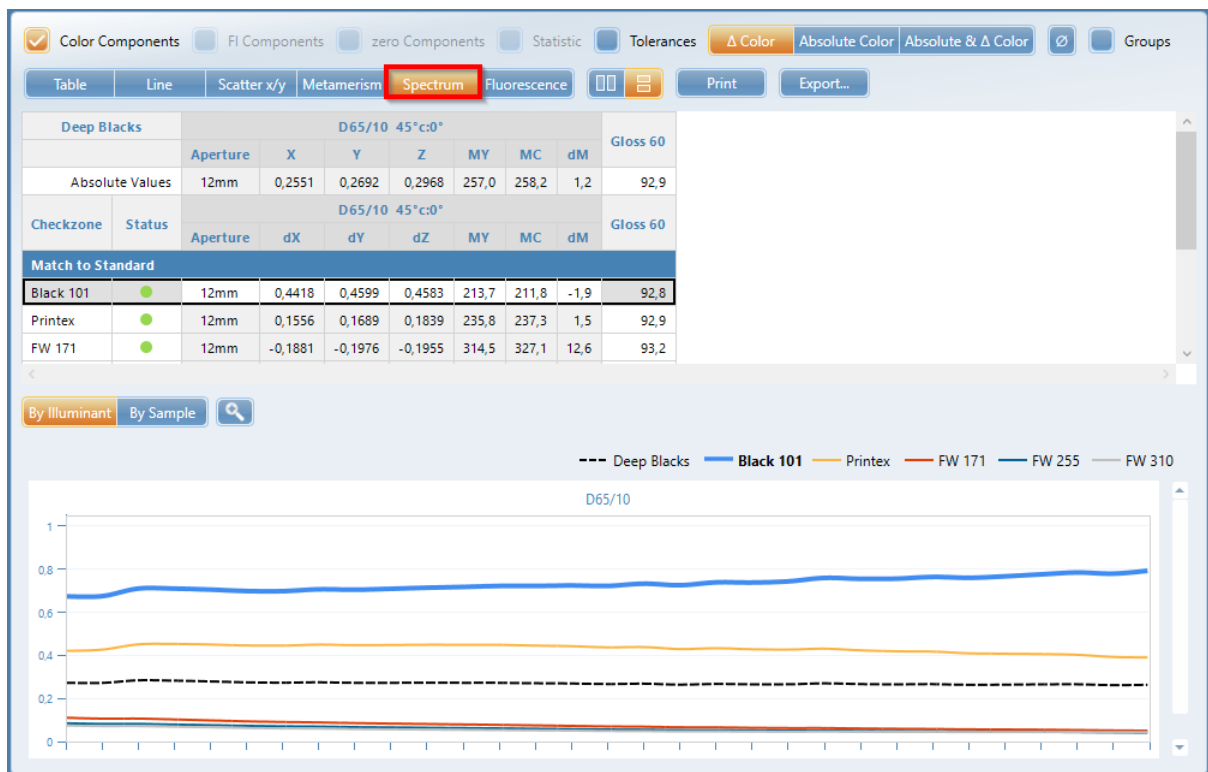 Color Components FI Components zero Components Statistic Tolerances Δ Color Absolute Color Absolute & Δ Color Ø Groups
Table Line Scatter x/y Metamerism Spectrum Fluorescence Print Export...
Deep Blacks D65/10 45°c:0° Gloss 60
Aperture X Y Z MY MC dM
Absolute Values 12mm 0,2551 0,2692 0,2968 257,0 258,2 1,2 92,9
Checkzone Status D65/10 45°c:0° Gloss 60
Aperture dX dY dZ MY MC dM
Match to Standard
Black 101 12mm 0,4418 0,4599 0,4583 213,7 211,8 -1,9 92,8
Printex 12mm 0,1556 0,1689 0,1839 235,8 237,3 1,5 92,9
FW 171 12mm -0,1881 -0,1976 -0,1955 314,5 327,1 12,6 93,2
By Illuminant By Sample
Deep Blacks Black 101 Printex FW 171 FW 255 FW 310
D65/10
1
0,8
0,6
0,4
0,2
0